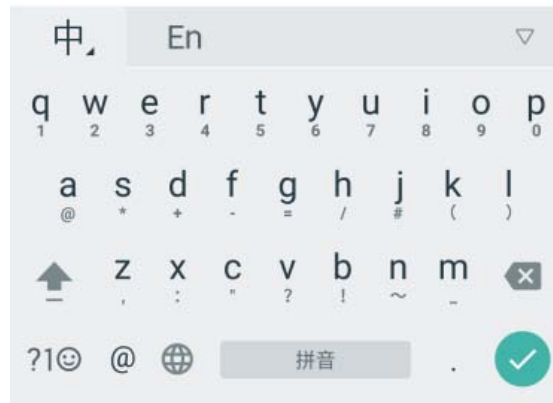 中 En
q w e r t y u i o p
1 2 3 4 5 6 7 8 9 0
a s d f g h j k l
@ * + - = / # ( )
z x c v b n m
, : " ? ! ～ _
?1☺ @ 拼音 .